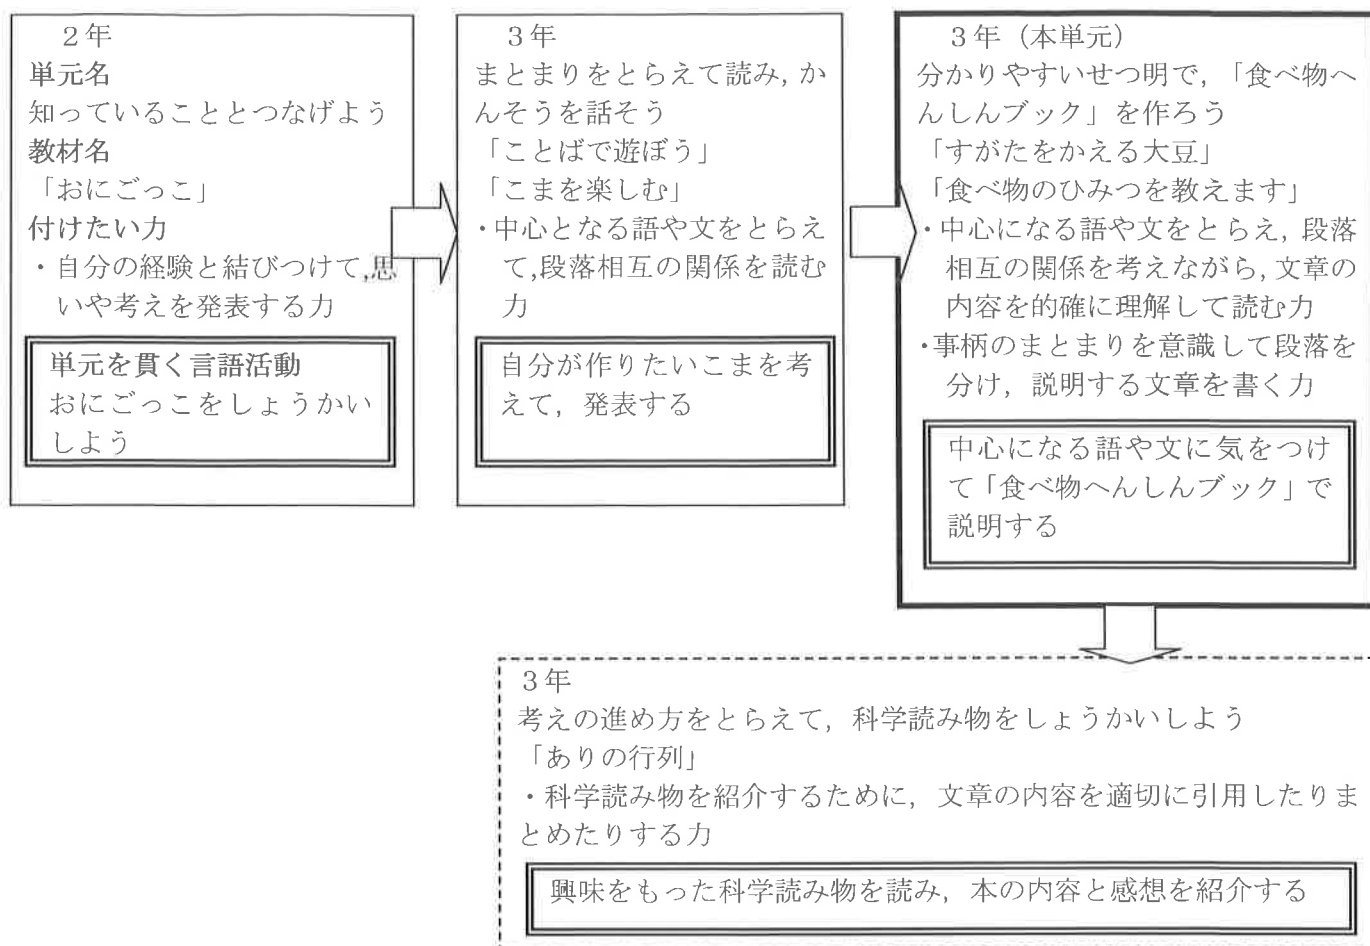 ２年
単元名
知っていることとつなげよう
教材名
「おにごっこ」
付けたい力
・自分の経験と結びつけて,思
いや考えを発表する力
単元を貫く言語活動
おにごっこをしょうかい
しよう
３年
まとまりをとらえて読み,か
んそうを話そう
「ことばで遊ぼう」
「こまを楽しむ」
・中心となる語や文をとらえ
て,段落相互の関係を読む
力
自分が作りたいこまを考
えて，発表する
３年（本単元）
分かりやすいせつ明で,「食べ物へ
んしんブック」を作ろう
「すがたをかえる大豆」
「食べ物のひみつを教えます」
・中心になる語や文をとらえ,段落
相互の関係を考えながら,文章の
内容を的確に理解して読む力
・事柄のまとまりを意識して段落を
分け，説明する文章を書く力
中心になる語や文に気をつけ
て「食べ物へんしんブック」で
説明する
３年
考えの進め方をとらえて，科学読み物をしょうかいしよう
「ありの行列」
・科学読み物を紹介するために，文章の内容を適切に引用したりま
とめたりする力
興味をもった科学読み物を読み，本の内容と感想を紹介する